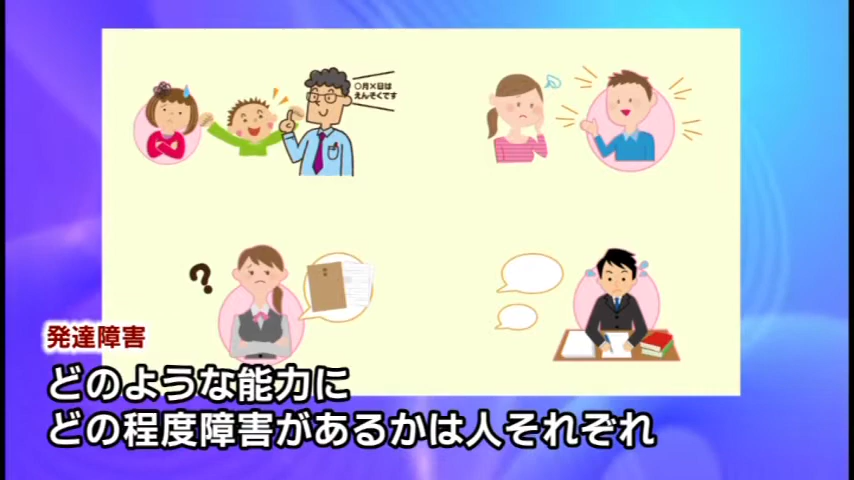 ○月×日は
えんそくです
?
発達障害
どのような能力に
どの程度障害があるかは人それぞれ